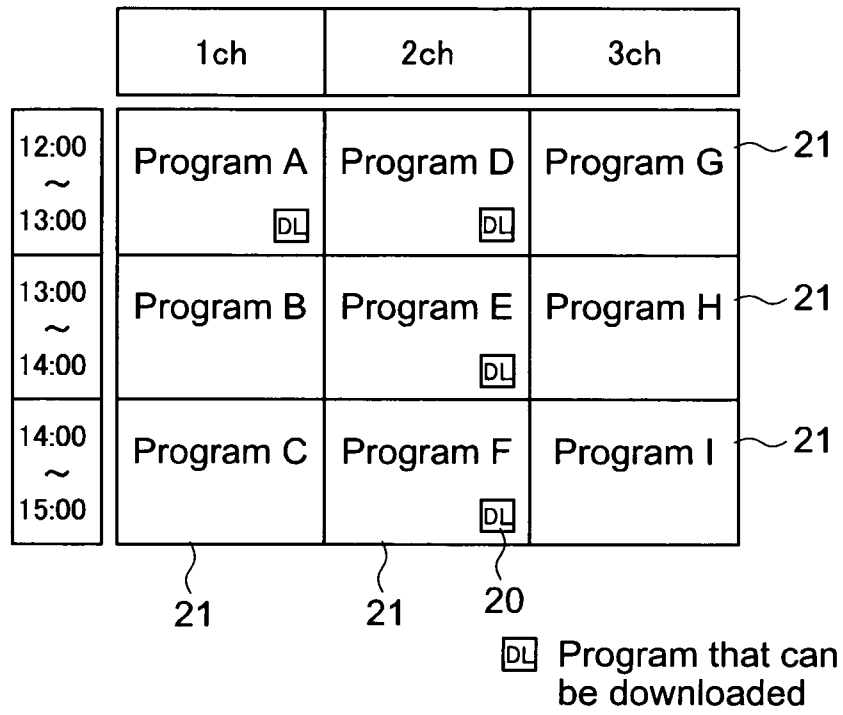 1ch 2ch 3ch
12:00
~
13:00
Program A Program D Program G 21
DL DL
13:00
~
14:00
Program B Program E Program H 21
DL
14:00
~
15:00
Program C Program F Program I 21
DL
21 21 20
DL Program that can
be downloaded